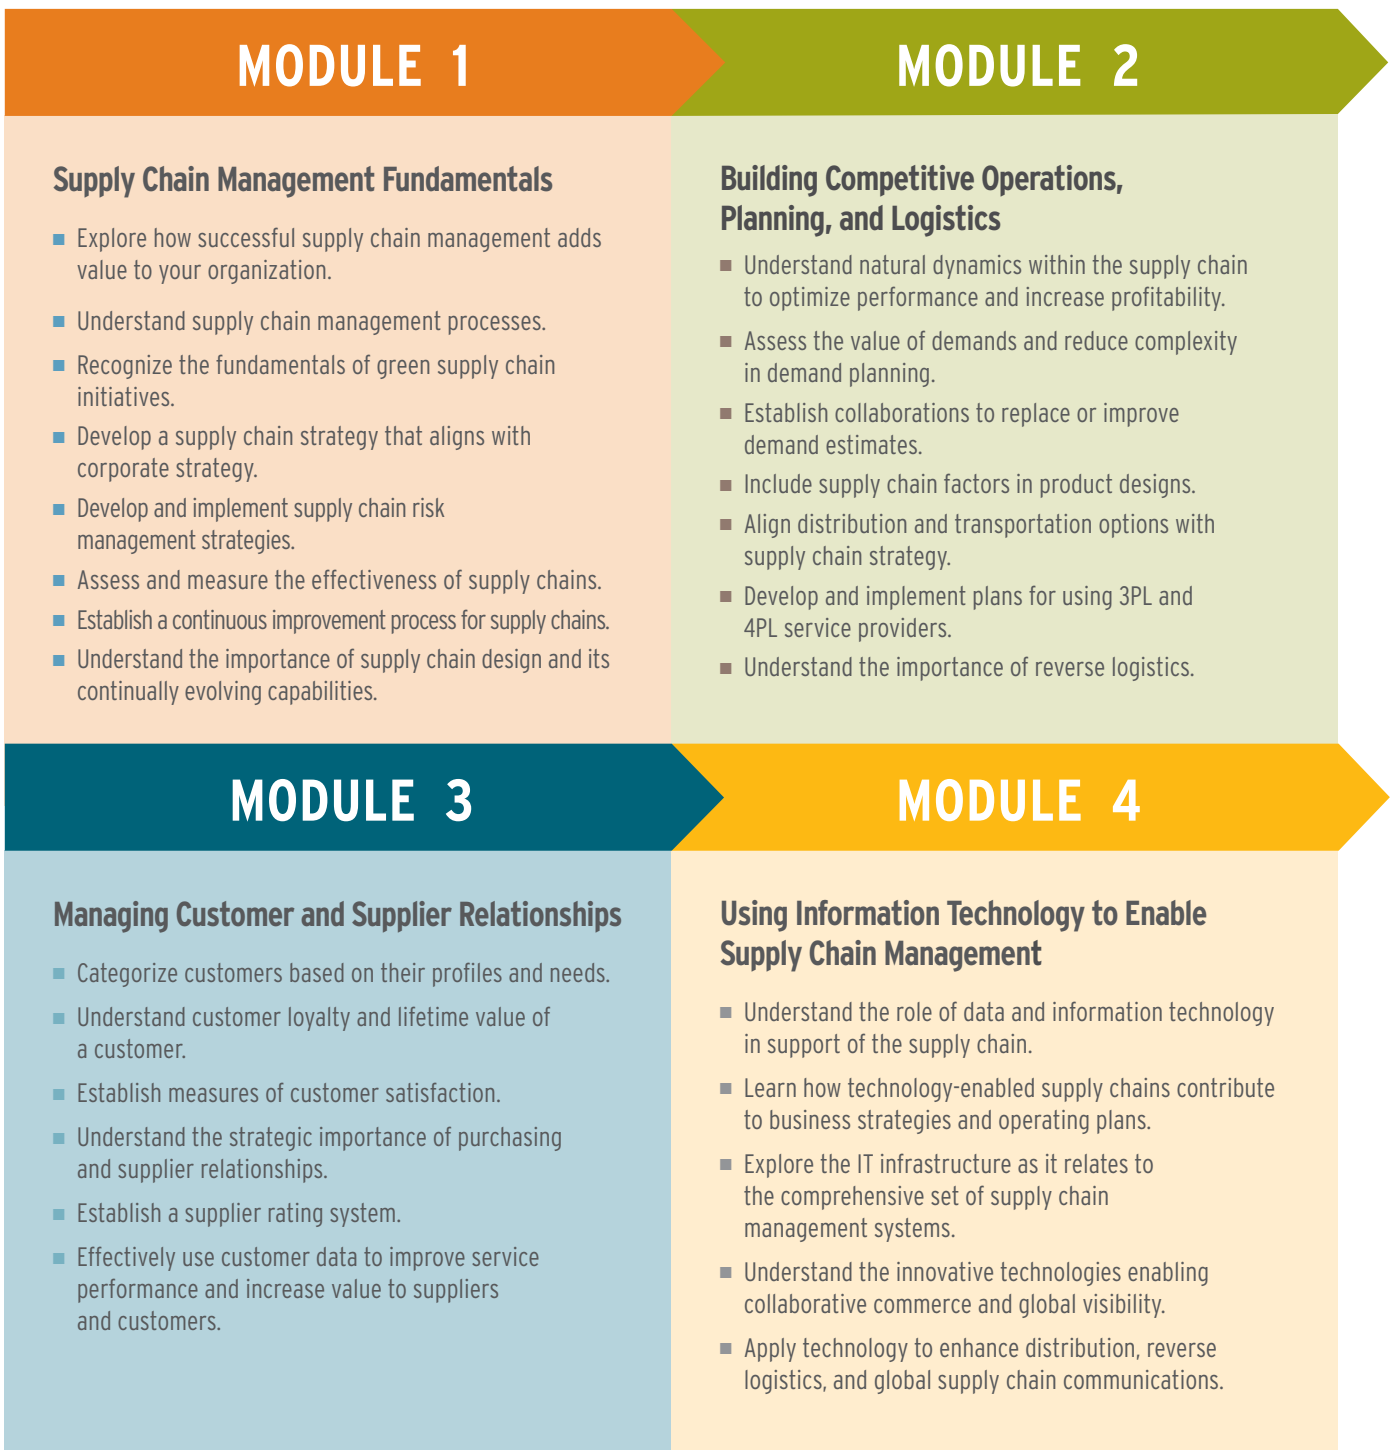 MODULE 1
Supply Chain Management Fundamentals
■ Explore how successful supply chain management adds
value to your organization.
■ Understand supply chain management processes.
■ Recognize the fundamentals of green supply chain
initiatives.
■ Develop a supply chain strategy that aligns with
corporate strategy.
■ Develop and implement supply chain risk
management strategies.
■ Assess and measure the effectiveness of supply chains.
■ Establish a continuous improvement process for supply chains.
■ Understand the importance of supply chain design and its
continually evolving capabilities.
MODULE 2
Building Competitive Operations,
Planning, and Logistics
■ Understand natural dynamics within the supply chain
to optimize performance and increase profitability.
■ Assess the value of demands and reduce complexity
in demand planning.
■ Establish collaborations to replace or improve
demand estimates.
■ Include supply chain factors in product designs.
■ Align distribution and transportation options with
supply chain strategy.
■ Develop and implement plans for using 3PL and
4PL service providers.
■ Understand the importance of reverse logistics.
MODULE 3
Managing Customer and Supplier Relationships
■ Categorize customers based on their profiles and needs.
■ Understand customer loyalty and lifetime value of
a customer.
■ Establish measures of customer satisfaction.
■ Understand the strategic importance of purchasing
and supplier relationships.
■ Establish a supplier rating system.
■ Effectively use customer data to improve service
performance and increase value to suppliers
and customers.
MODULE 4
Using Information Technology to Enable
Supply Chain Management
■ Understand the role of data and information technology
in support of the supply chain.
■ Learn how technology-enabled supply chains contribute
to business strategies and operating plans.
■ Explore the IT infrastructure as it relates to
the comprehensive set of supply chain
management systems.
■ Understand the innovative technologies enabling
collaborative commerce and global visibility.
■ Apply technology to enhance distribution, reverse
logistics, and global supply chain communications.